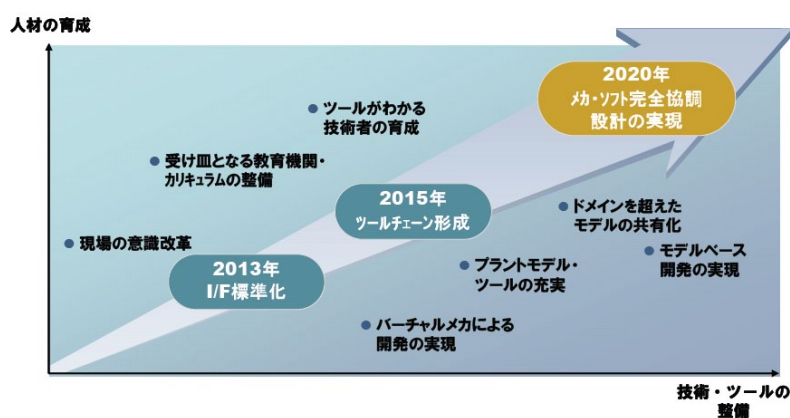 人材の育成
2020年
メカ・ソフト完全協調
設計の実現
● ツールがわかる
技術者の育成
● 受け皿となる教育機関・
カリキュラムの整備
2015年
ツールチェーン形成
● ドメインを超えた
モデルの共有化
● 現場の意識改革
● モデルベース
開発の実現
2013年
I/F標準化
● プラントモデル・
ツールの充実
● バーチャルメカによる
開発の実現
技術・ツールの
整備